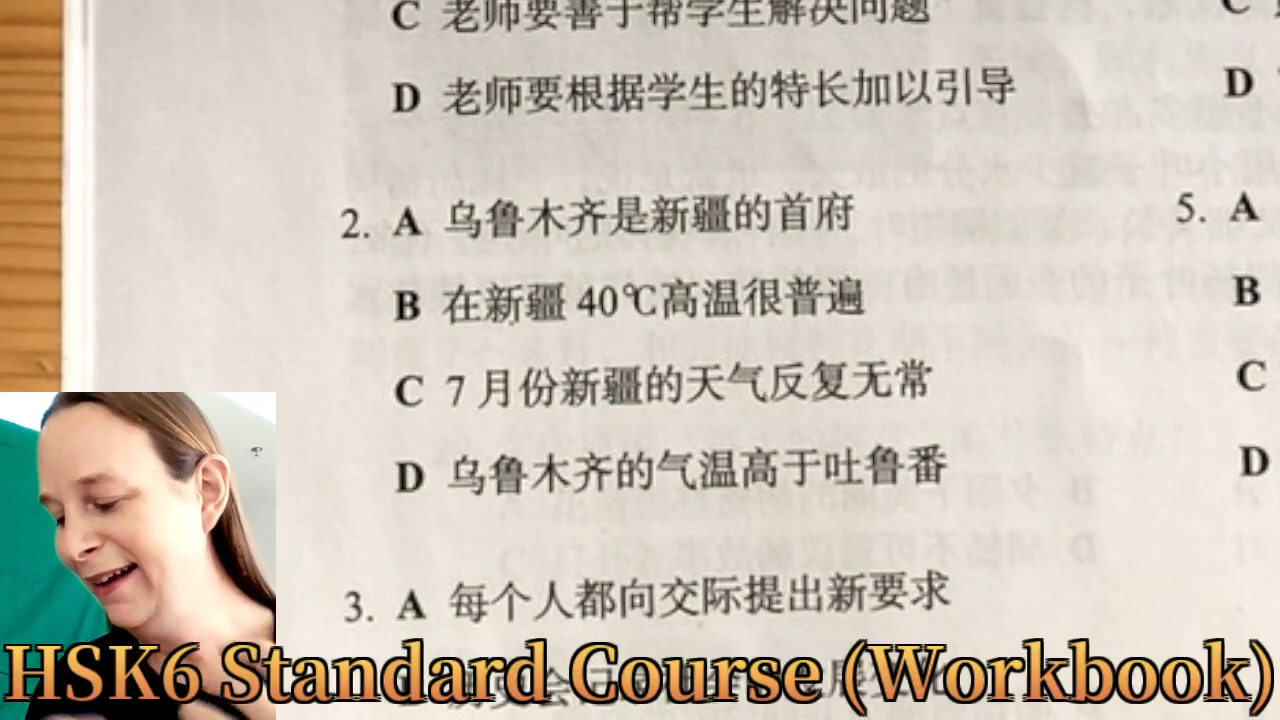 C 老师要善于帮学生解决问题
D 老师要根据学生的特长加以引导
2. A 乌鲁木齐是新疆的首府
B 在新疆 40℃高温很普遍
C 7 月份新疆的天气反复无常
D 乌鲁木齐的气温高于吐鲁番
3. A 每个人都向交际提出新要求
C
D
5. A
B
C
D
HSK6 Standard Course (Workbook)